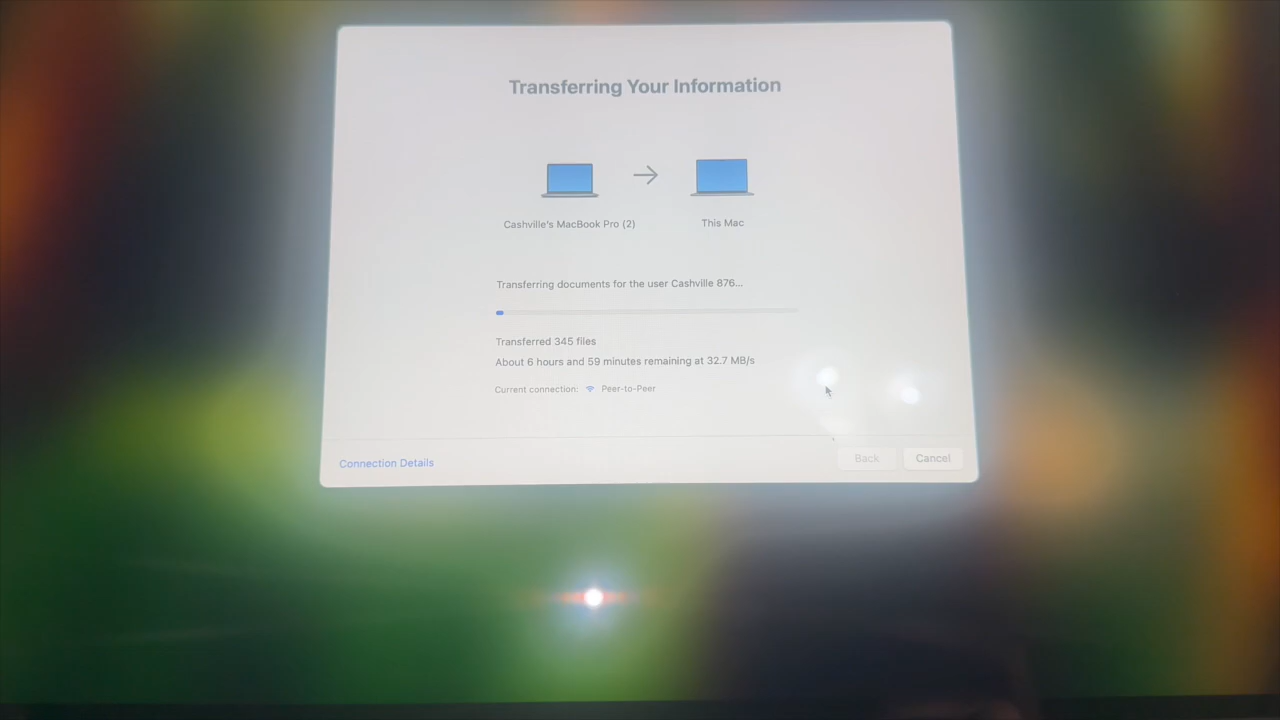 Transferring Your Information
Cashville's MacBook Pro (2)
This Mac
Transferring documents for the user Cashville 876...
Transferred 345 files
About 6 hours and 59 minutes remaining at 32.7 MB/s
Current connection: Peer-to-Peer
Connection Details
Back
Cancel